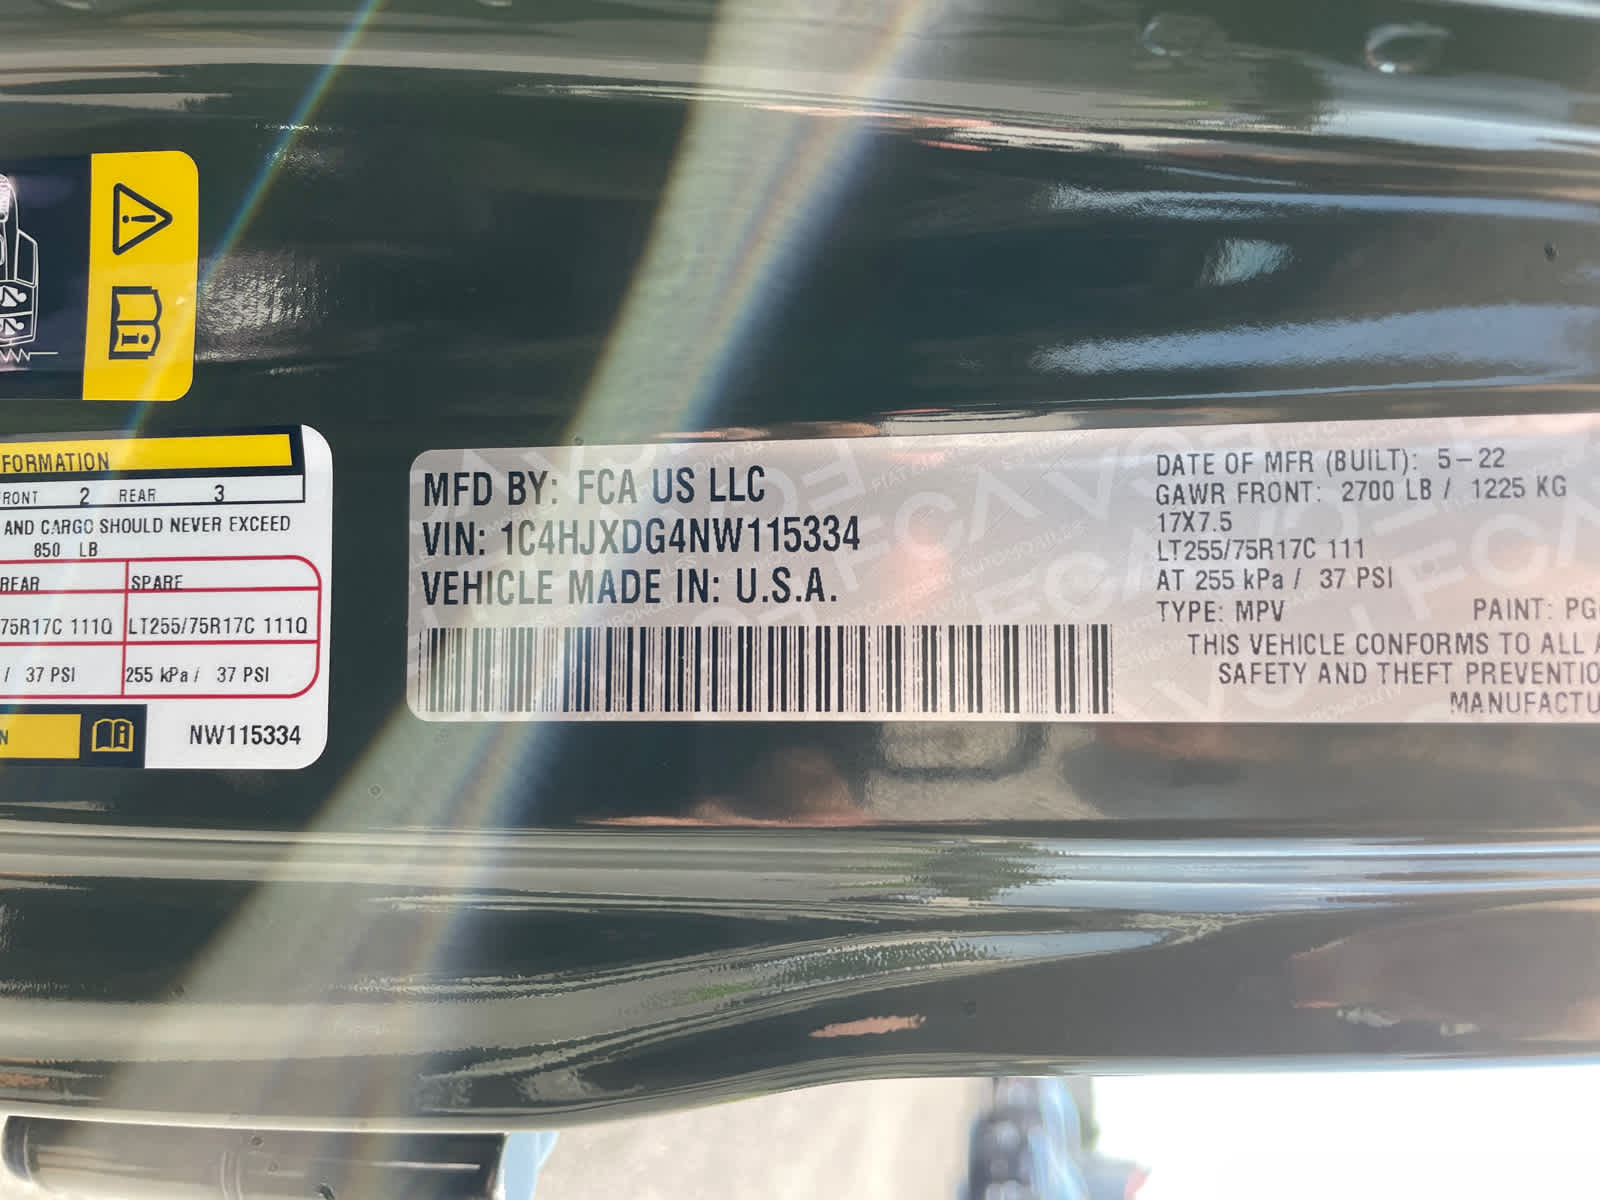 FORMATION
RONT 2 REAR 3
AND CARGO SHOULD NEVER EXCEED
850 LB
REAR SPARE
75R17C 111Q LT255/75R17C 111Q
/ 37 PSI 255 kPa / 37 PSI
N NW115334
MFD BY: FCA US LLC
VIN: 1C4HJXDG4NW115334
VEHICLE MADE IN: U.S.A.
DATE OF MFR (BUILT): 5-22
GAWR FRONT: 2700 LB / 1225 KG
17X7.5
LT255/75R17C 111
AT 255 kPa / 37 PSI
TYPE: MPV PAINT: PG
THIS VEHICLE CONFORMS TO ALL A
SAFETY AND THEFT PREVENTIO
MANUFACTU